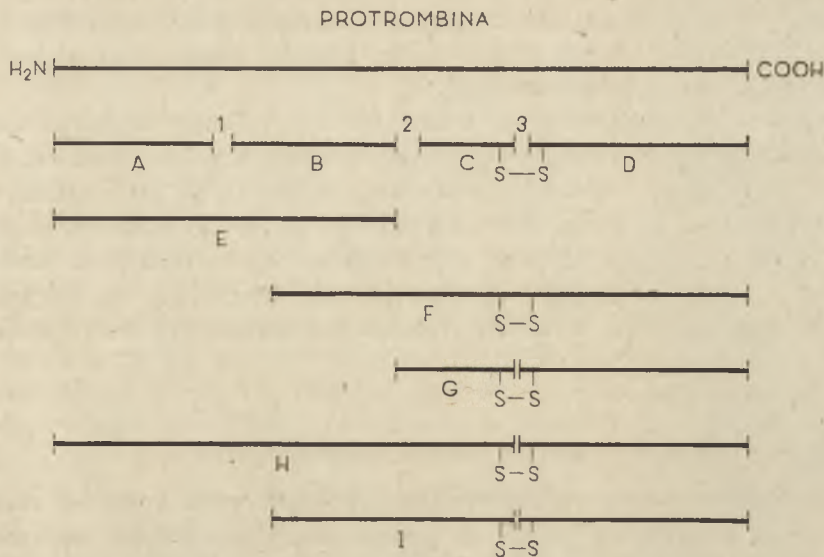 PROTROMBINA
H₂N COOH
1 2 3
A B C D
S—S
E
F
S—S
G
S—S
H
S—S
I
S—S